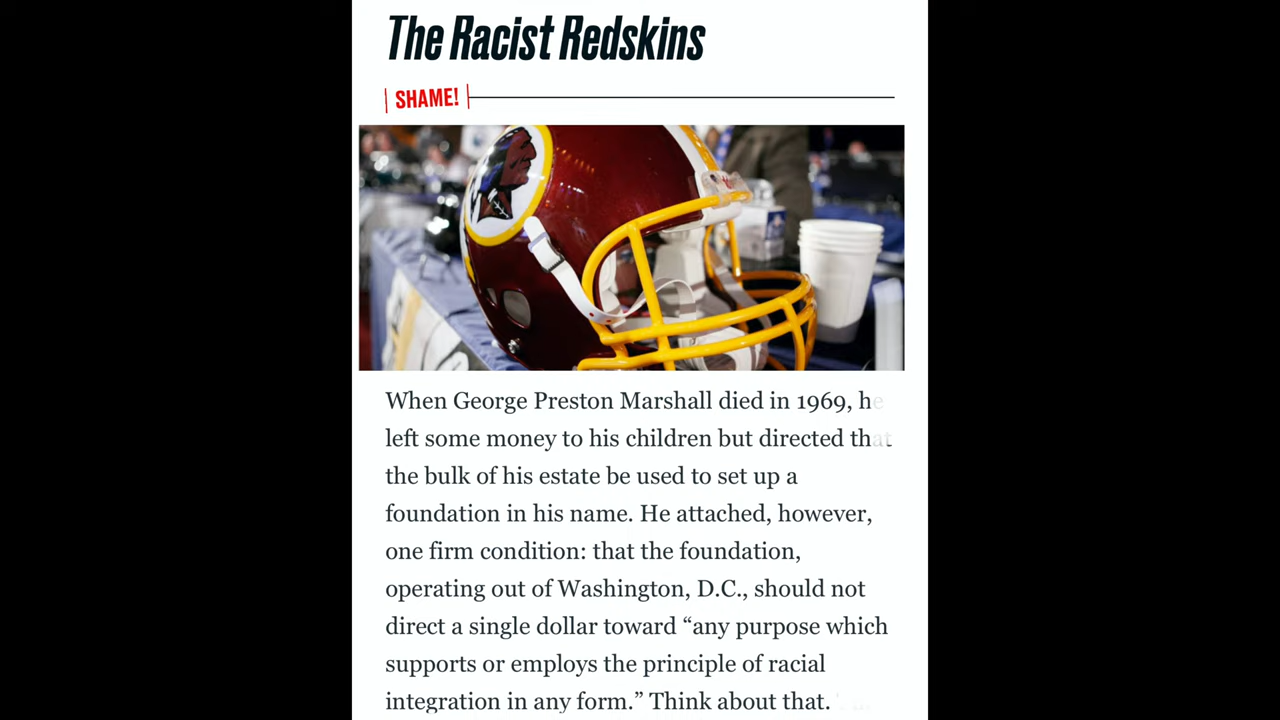 The Racist Redskins
SHAME!
When George Preston Marshall died in 1969, he
left some money to his children but directed that
the bulk of his estate be used to set up a
foundation in his name. He attached, however,
one firm condition: that the foundation,
operating out of Washington, D.C., should not
direct a single dollar toward “any purpose which
supports or employs the principle of racial
integration in any form.” Think about that.